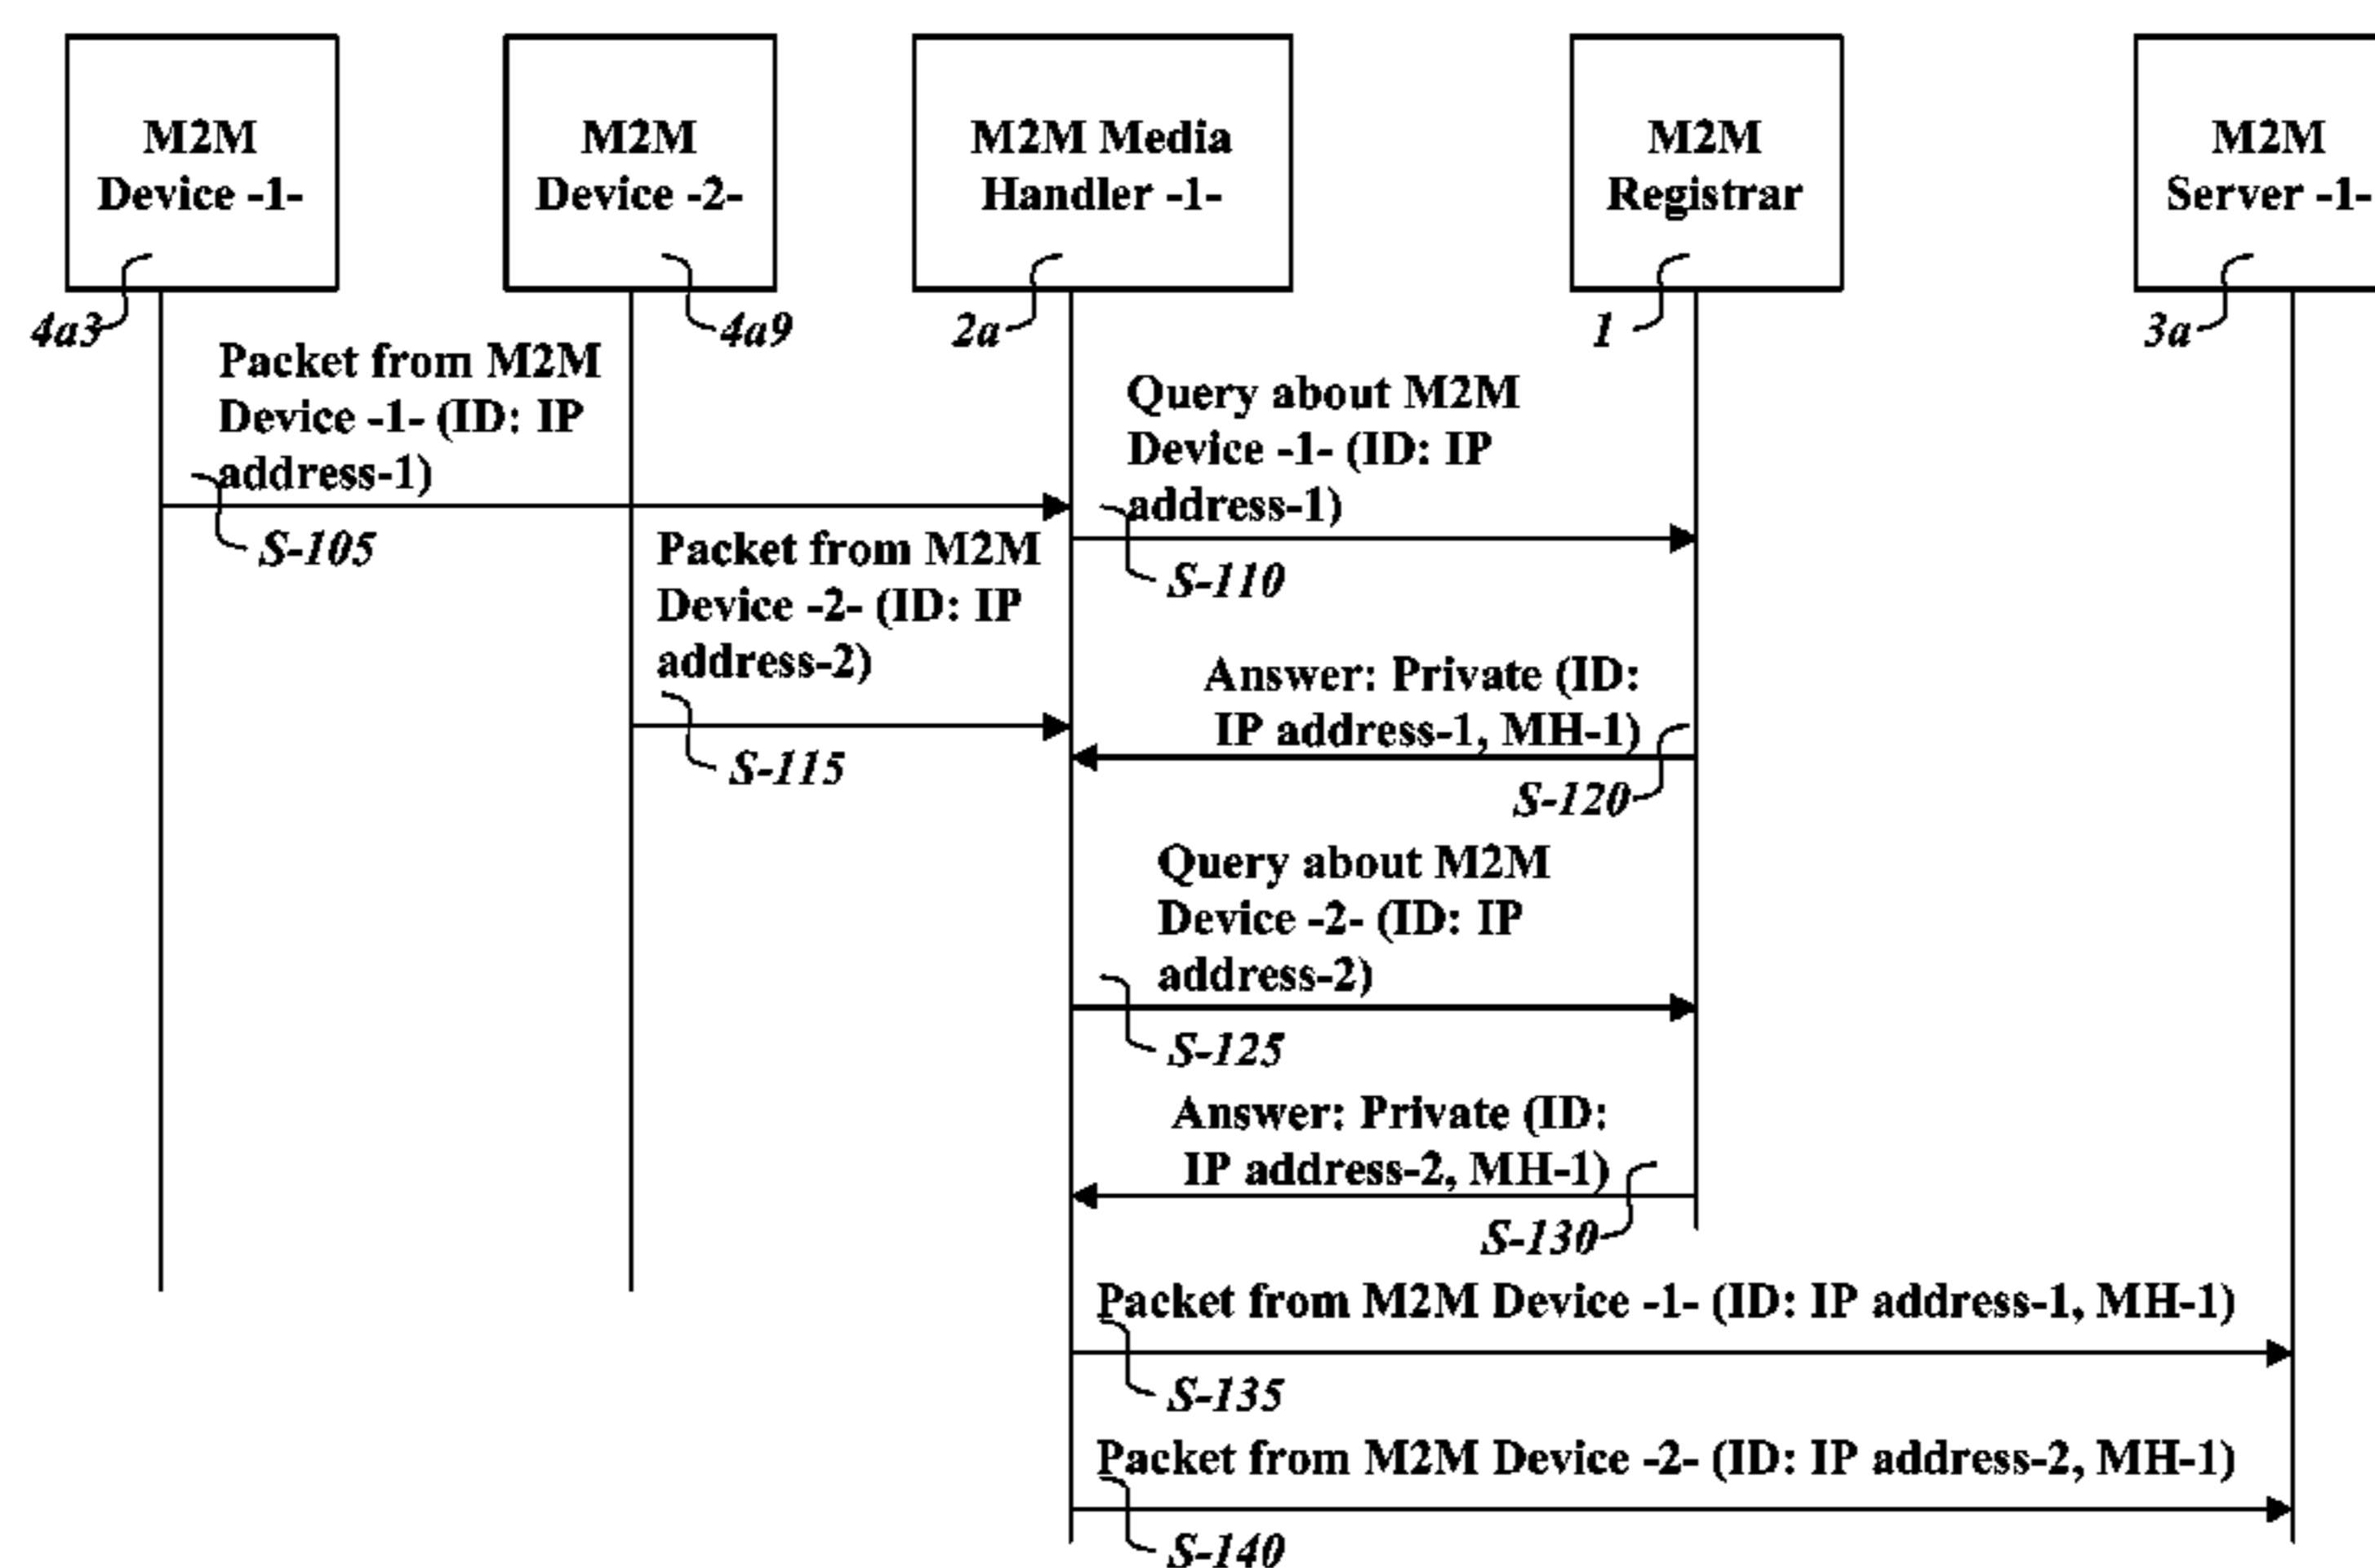 M2M
Device -1-
M2M
Device -2-
M2M Media
Handler -1-
M2M
Registrar
M2M
Server -1-
4a3
4a9
2a
1
3a
Packet from M2M
Device -1- (ID: IP
address-1)
S-105
Query about M2M
Device -1- (ID: IP
address-1)
S-110
Packet from M2M
Device -2- (ID: IP
address-2)
S-115
Answer: Private (ID:
IP address-1, MH-1)
S-120
Query about M2M
Device -2- (ID: IP
address-2)
S-125
Answer: Private (ID:
IP address-2, MH-1)
S-130
Packet from M2M Device -1- (ID: IP address-1, MH-1)
S-135
Packet from M2M Device -2- (ID: IP address-2, MH-1)
S-140